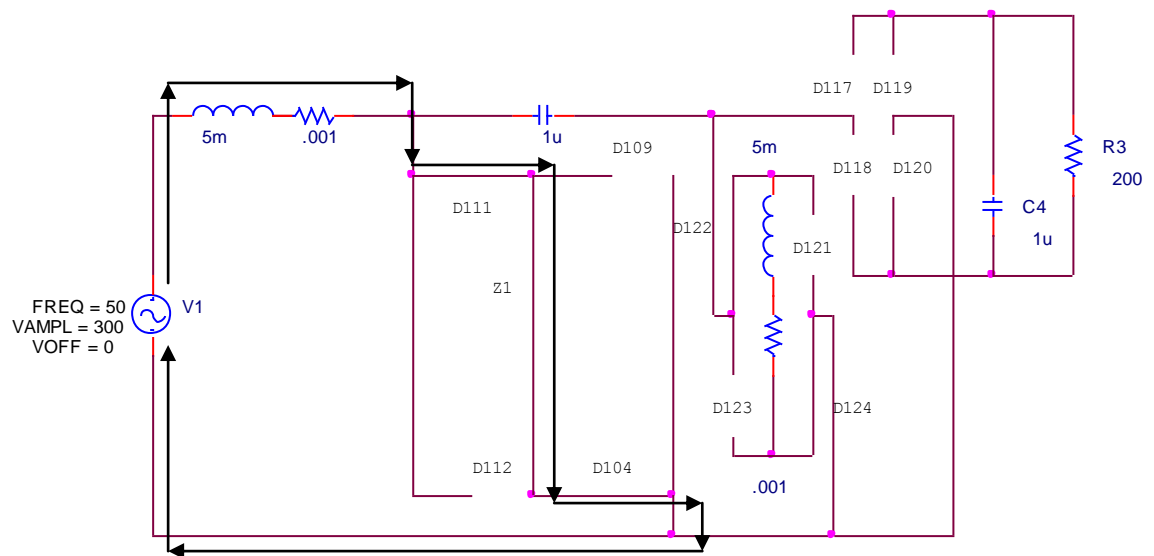 D117
D119
5m
.001
1u
D109
5m
D118
D120
R3
200
D111
D122
C4
1u
D121
Z1
FREQ = 50
VAMPL = 300
VOFF = 0
V1
D123
D124
D112
D104
.001